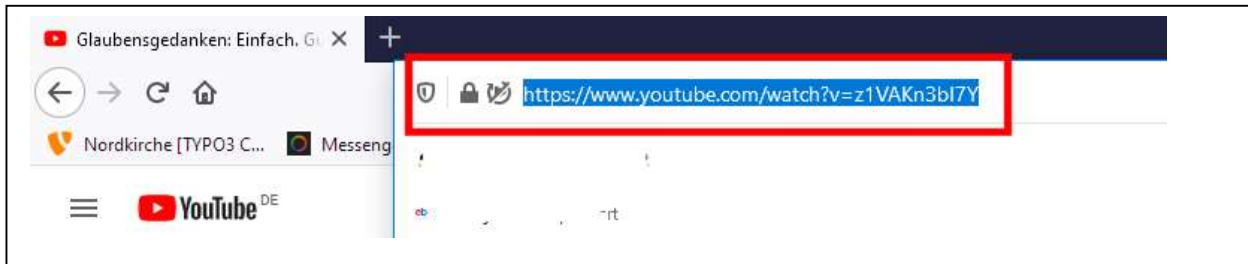 Glaubensgedanken: Einfach. G
https://www.youtube.com/watch?v=z1VAKn3bI7Y
Nordkirche [TYPO3 C... Messeng
YouTube DE